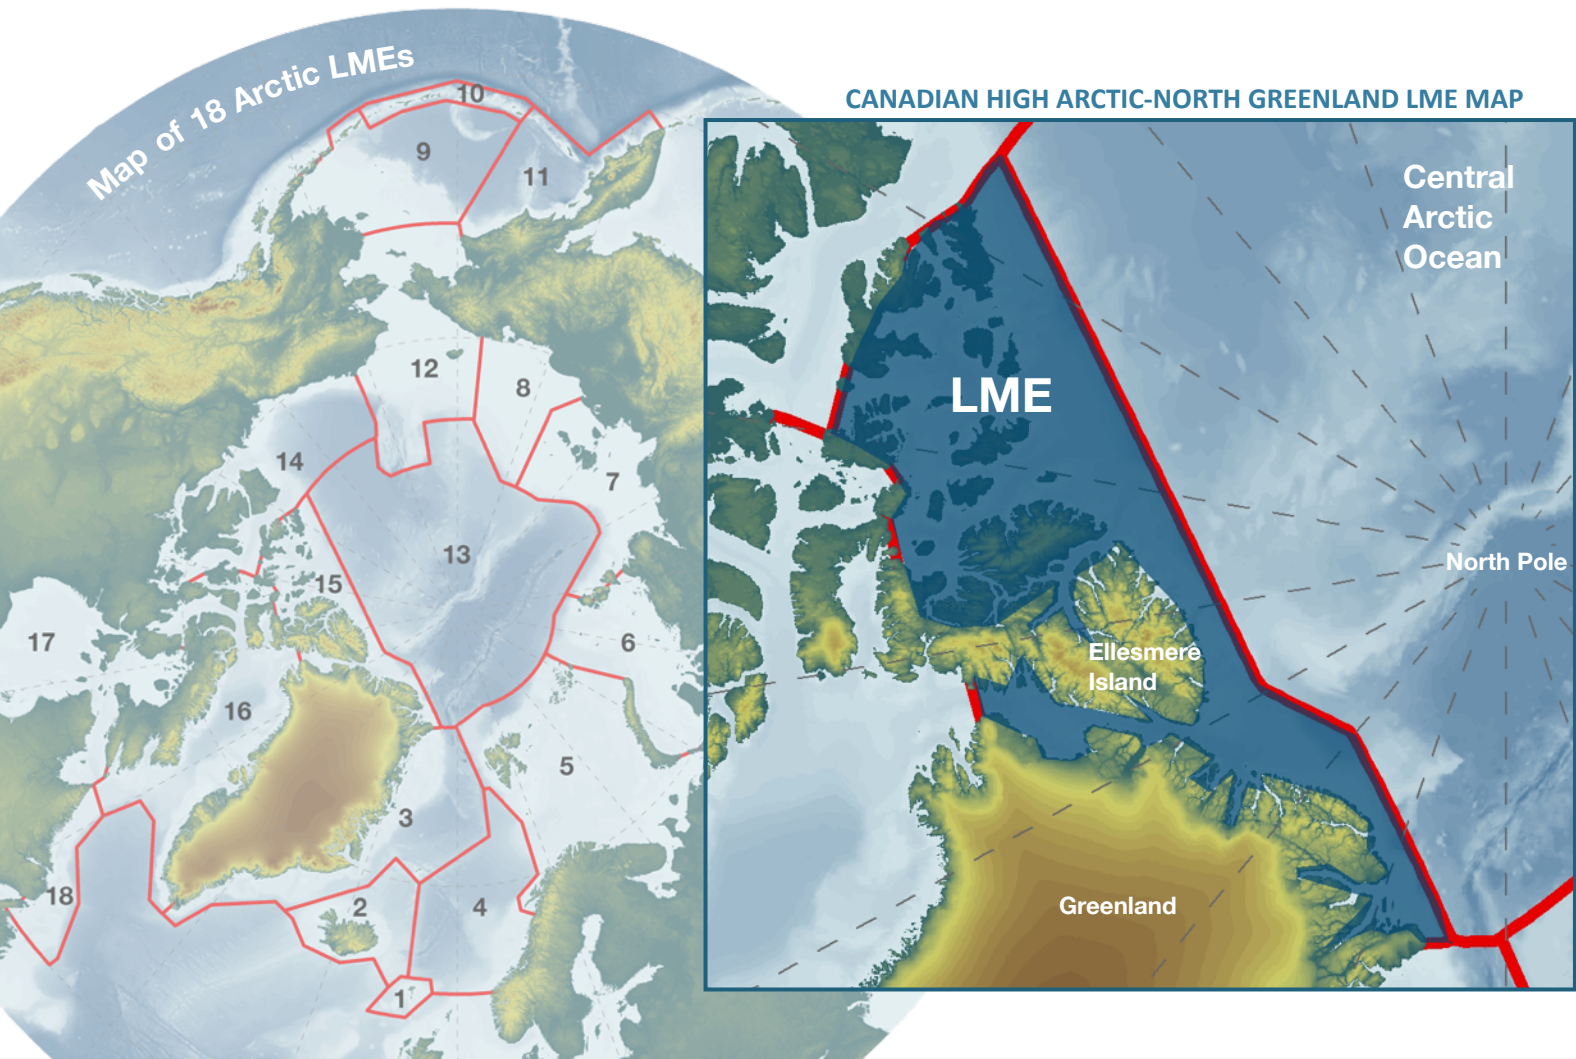 Map of 18 Arctic LMEs
CANADIAN HIGH ARCTIC-NORTH GREENLAND LME MAP
10
9
11
12
8
14
7
13
15
17
6
16
5
3
18
2
4
1
Central
Arctic
Ocean
LME
North Pole
Ellesmere
Island
Greenland